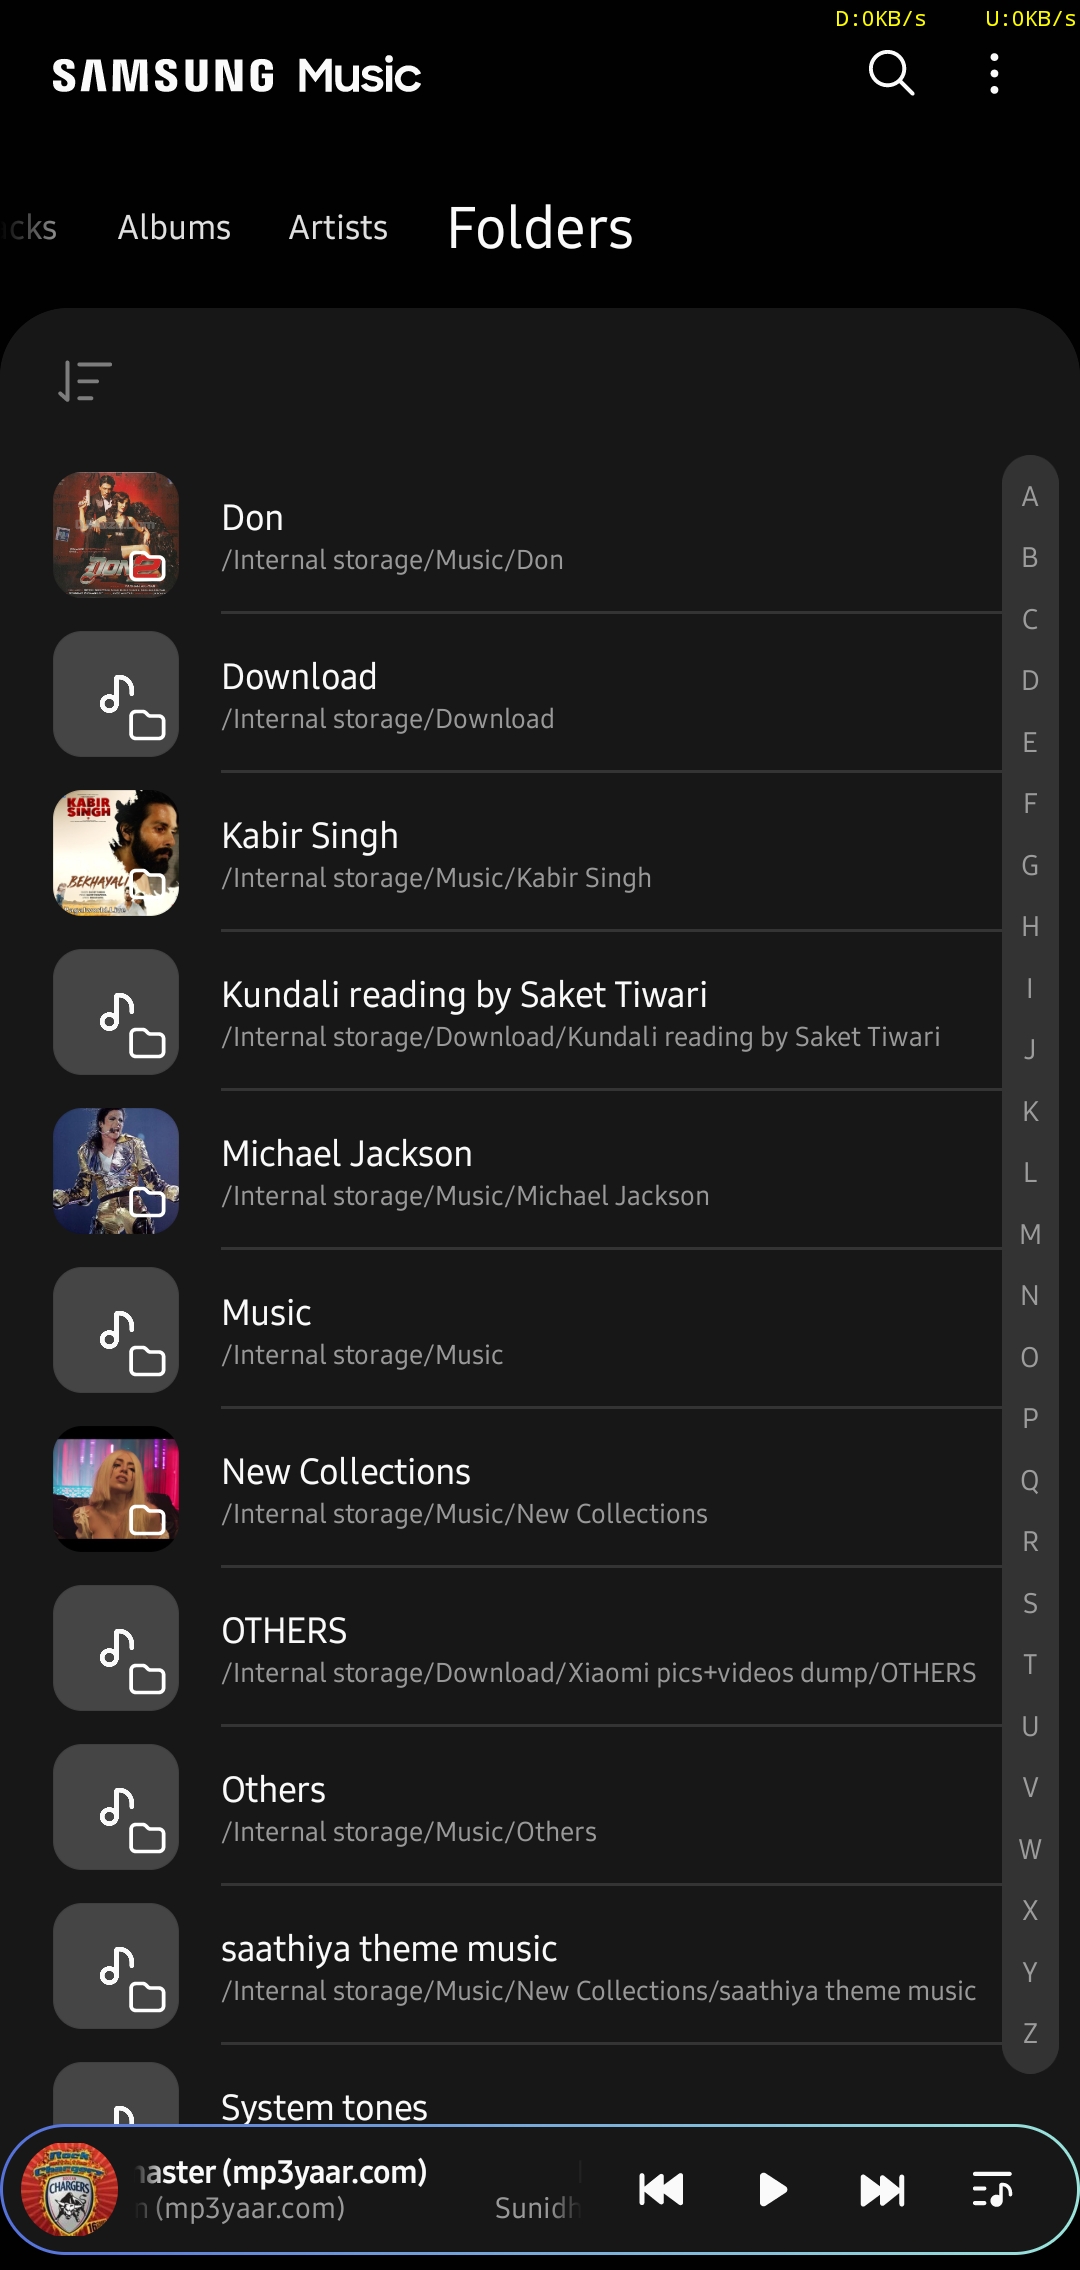 D:0KB/s U:0KB/s
SAMSUNG Music
cks Albums Artists Folders
Don
/Internal storage/Music/Don
Download
/Internal storage/Download
KABIR SINGH
BEKHAYALI
Kabir Singh
/Internal storage/Music/Kabir Singh
Kundali reading by Saket Tiwari
/Internal storage/Download/Kundali reading by Saket Tiwari
Michael Jackson
/Internal storage/Music/Michael Jackson
Music
/Internal storage/Music
New Collections
/Internal storage/Music/New Collections
OTHERS
/Internal storage/Download/Xiaomi pics+videos dump/OTHERS
Others
/Internal storage/Music/Others
saathiya theme music
/Internal storage/Music/New Collections/saathiya theme music
System tones
A
B
C
D
E
F
G
H
I
J
K
L
M
N
O
P
Q
R
S
T
U
V
W
X
Y
Z
CHARGERS
aster (mp3yaar.com)
n (mp3yaar.com) Sunidh